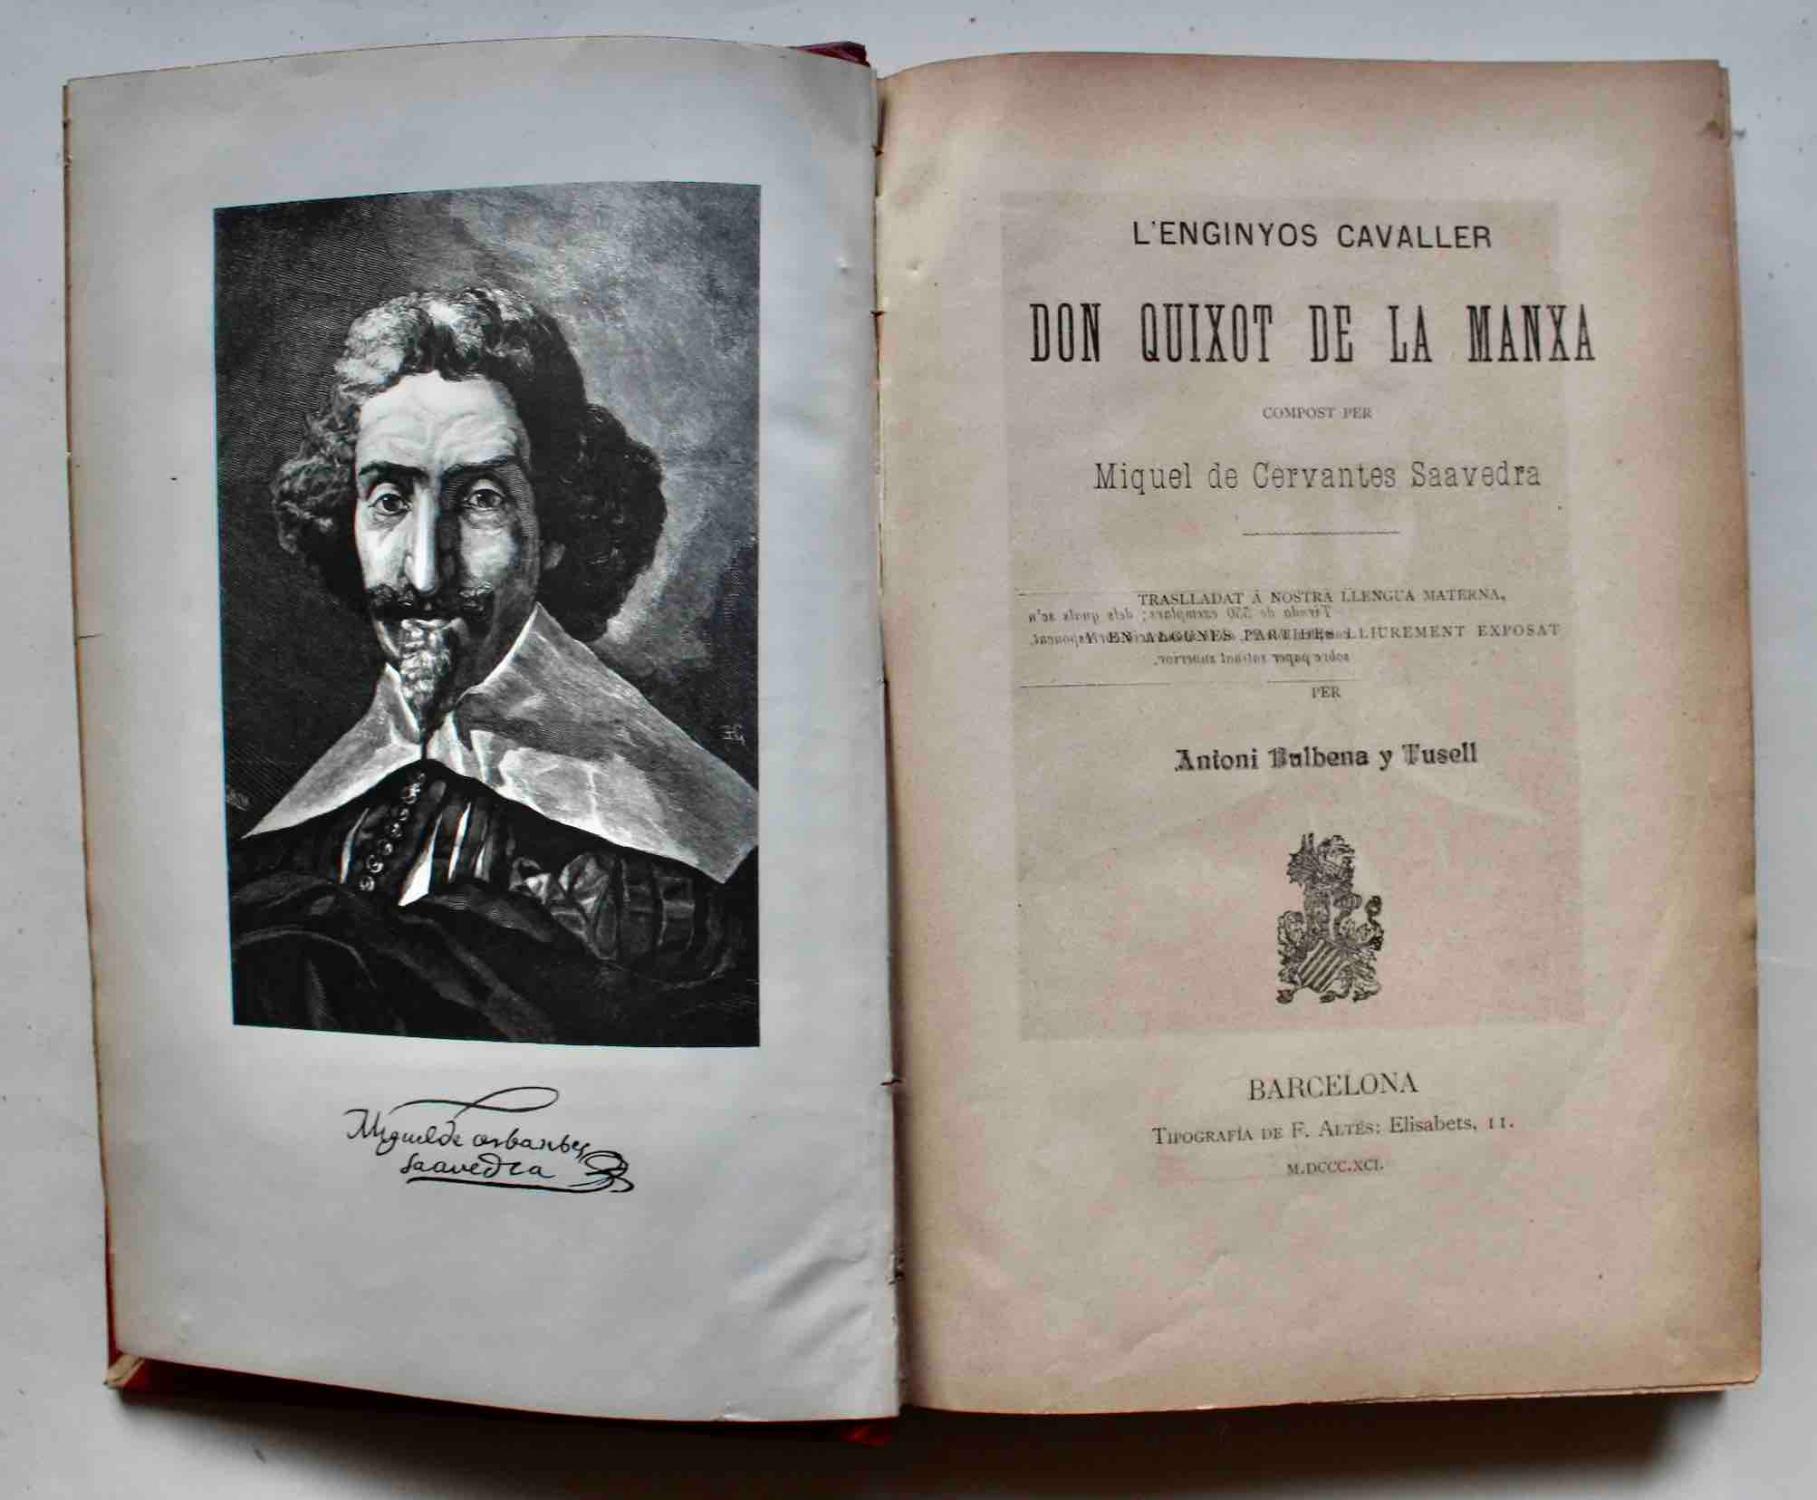 Miguel de Cerbantes
Saavedra
L'ENGINYOS CAVALLER
DON QUIXOT DE LA MANXA
COMPOST PER
Miquel de Cervantes Saavedra
TRASLLADAT Á NOSTRA LLENGUA MATERNA,
Y EN ALGUNES PARTIDES LLIUREMENT EXPOSAT
PER
Antoni Bulbena y Tusell
BARCELONA
TIPOGRAFÍA DE F. ALTÉS: Elisabets, 11.
M.DCCC.XCI.